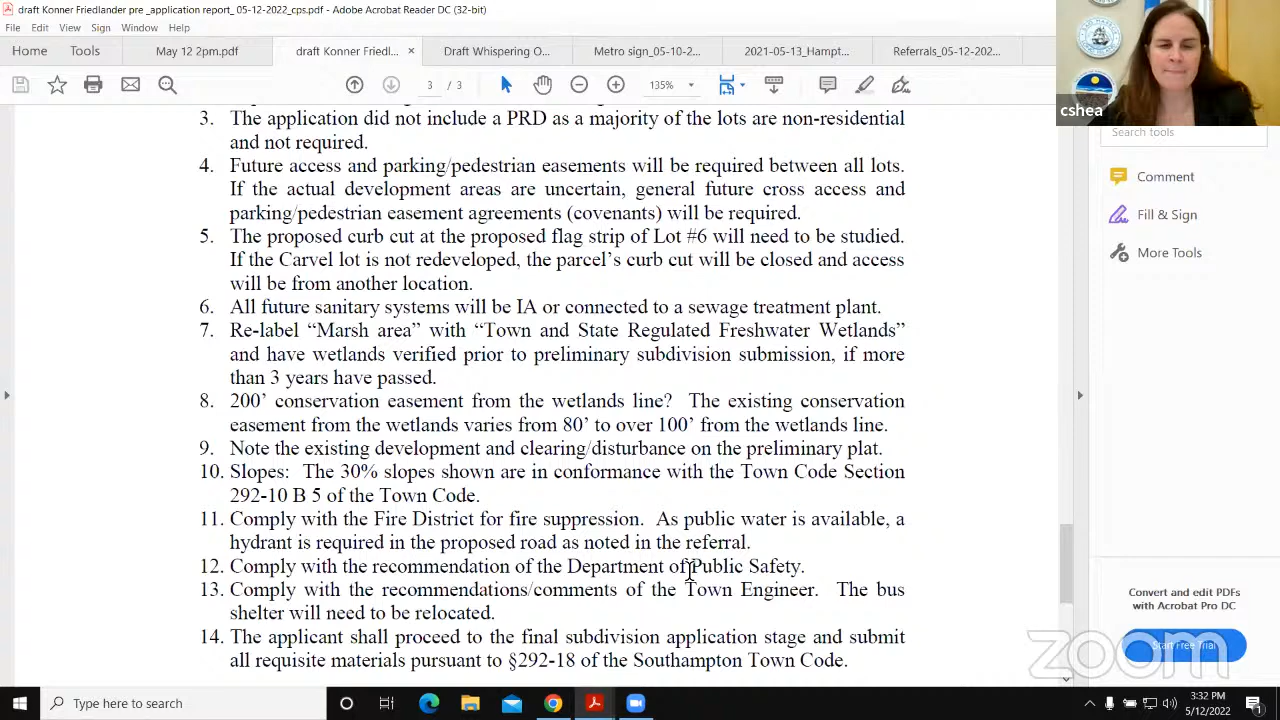 draft Konner Friedlander pre _application report_ 05-12-2022_cps.pdf - Adobe Acrobat Reader DC (32-bit)
File Edit View Sign Window Help
Home Tools May 12 2pm.pdf draft Konner Friedl... × Draft Whispering O... Metro sign_05-10-2... 2021-05-13_Hampt... Referrals_05-12-202...
3 / 3 135%
cshea
Search tools
Comment
Fill & Sign
More Tools
3. The application did not include a PRD as a majority of the lots are non-residential
and not required.
4. Future access and parking/pedestrian easements will be required between all lots.
If the actual development areas are uncertain, general future cross access and
parking/pedestrian easement agreements (covenants) will be required.
5. The proposed curb cut at the proposed flag strip of Lot #6 will need to be studied.
If the Carvel lot is not redeveloped, the parcel's curb cut will be closed and access
will be from another location.
6. All future sanitary systems will be IA or connected to a sewage treatment plant.
7. Re-label “Marsh area” with “Town and State Regulated Freshwater Wetlands”
and have wetlands verified prior to preliminary subdivision submission, if more
than 3 years have passed.
8. 200’ conservation easement from the wetlands line? The existing conservation
easement from the wetlands varies from 80’ to over 100’ from the wetlands line.
9. Note the existing development and clearing/disturbance on the preliminary plat.
10. Slopes: The 30% slopes shown are in conformance with the Town Code Section
292-10 B 5 of the Town Code.
11. Comply with the Fire District for fire suppression. As public water is available, a
hydrant is required in the proposed road as noted in the referral.
12. Comply with the recommendation of the Department of Public Safety.
13. Comply with the recommendations/comments of the Town Engineer. The bus
shelter will need to be relocated.
14. The applicant shall proceed to the final subdivision application stage and submit
all requisite materials pursuant to §292-18 of the Southampton Town Code.
Convert and edit PDFs
with Acrobat Pro DC
Start Free Trial
zoom
Type here to search
3:32 PM
5/12/2022